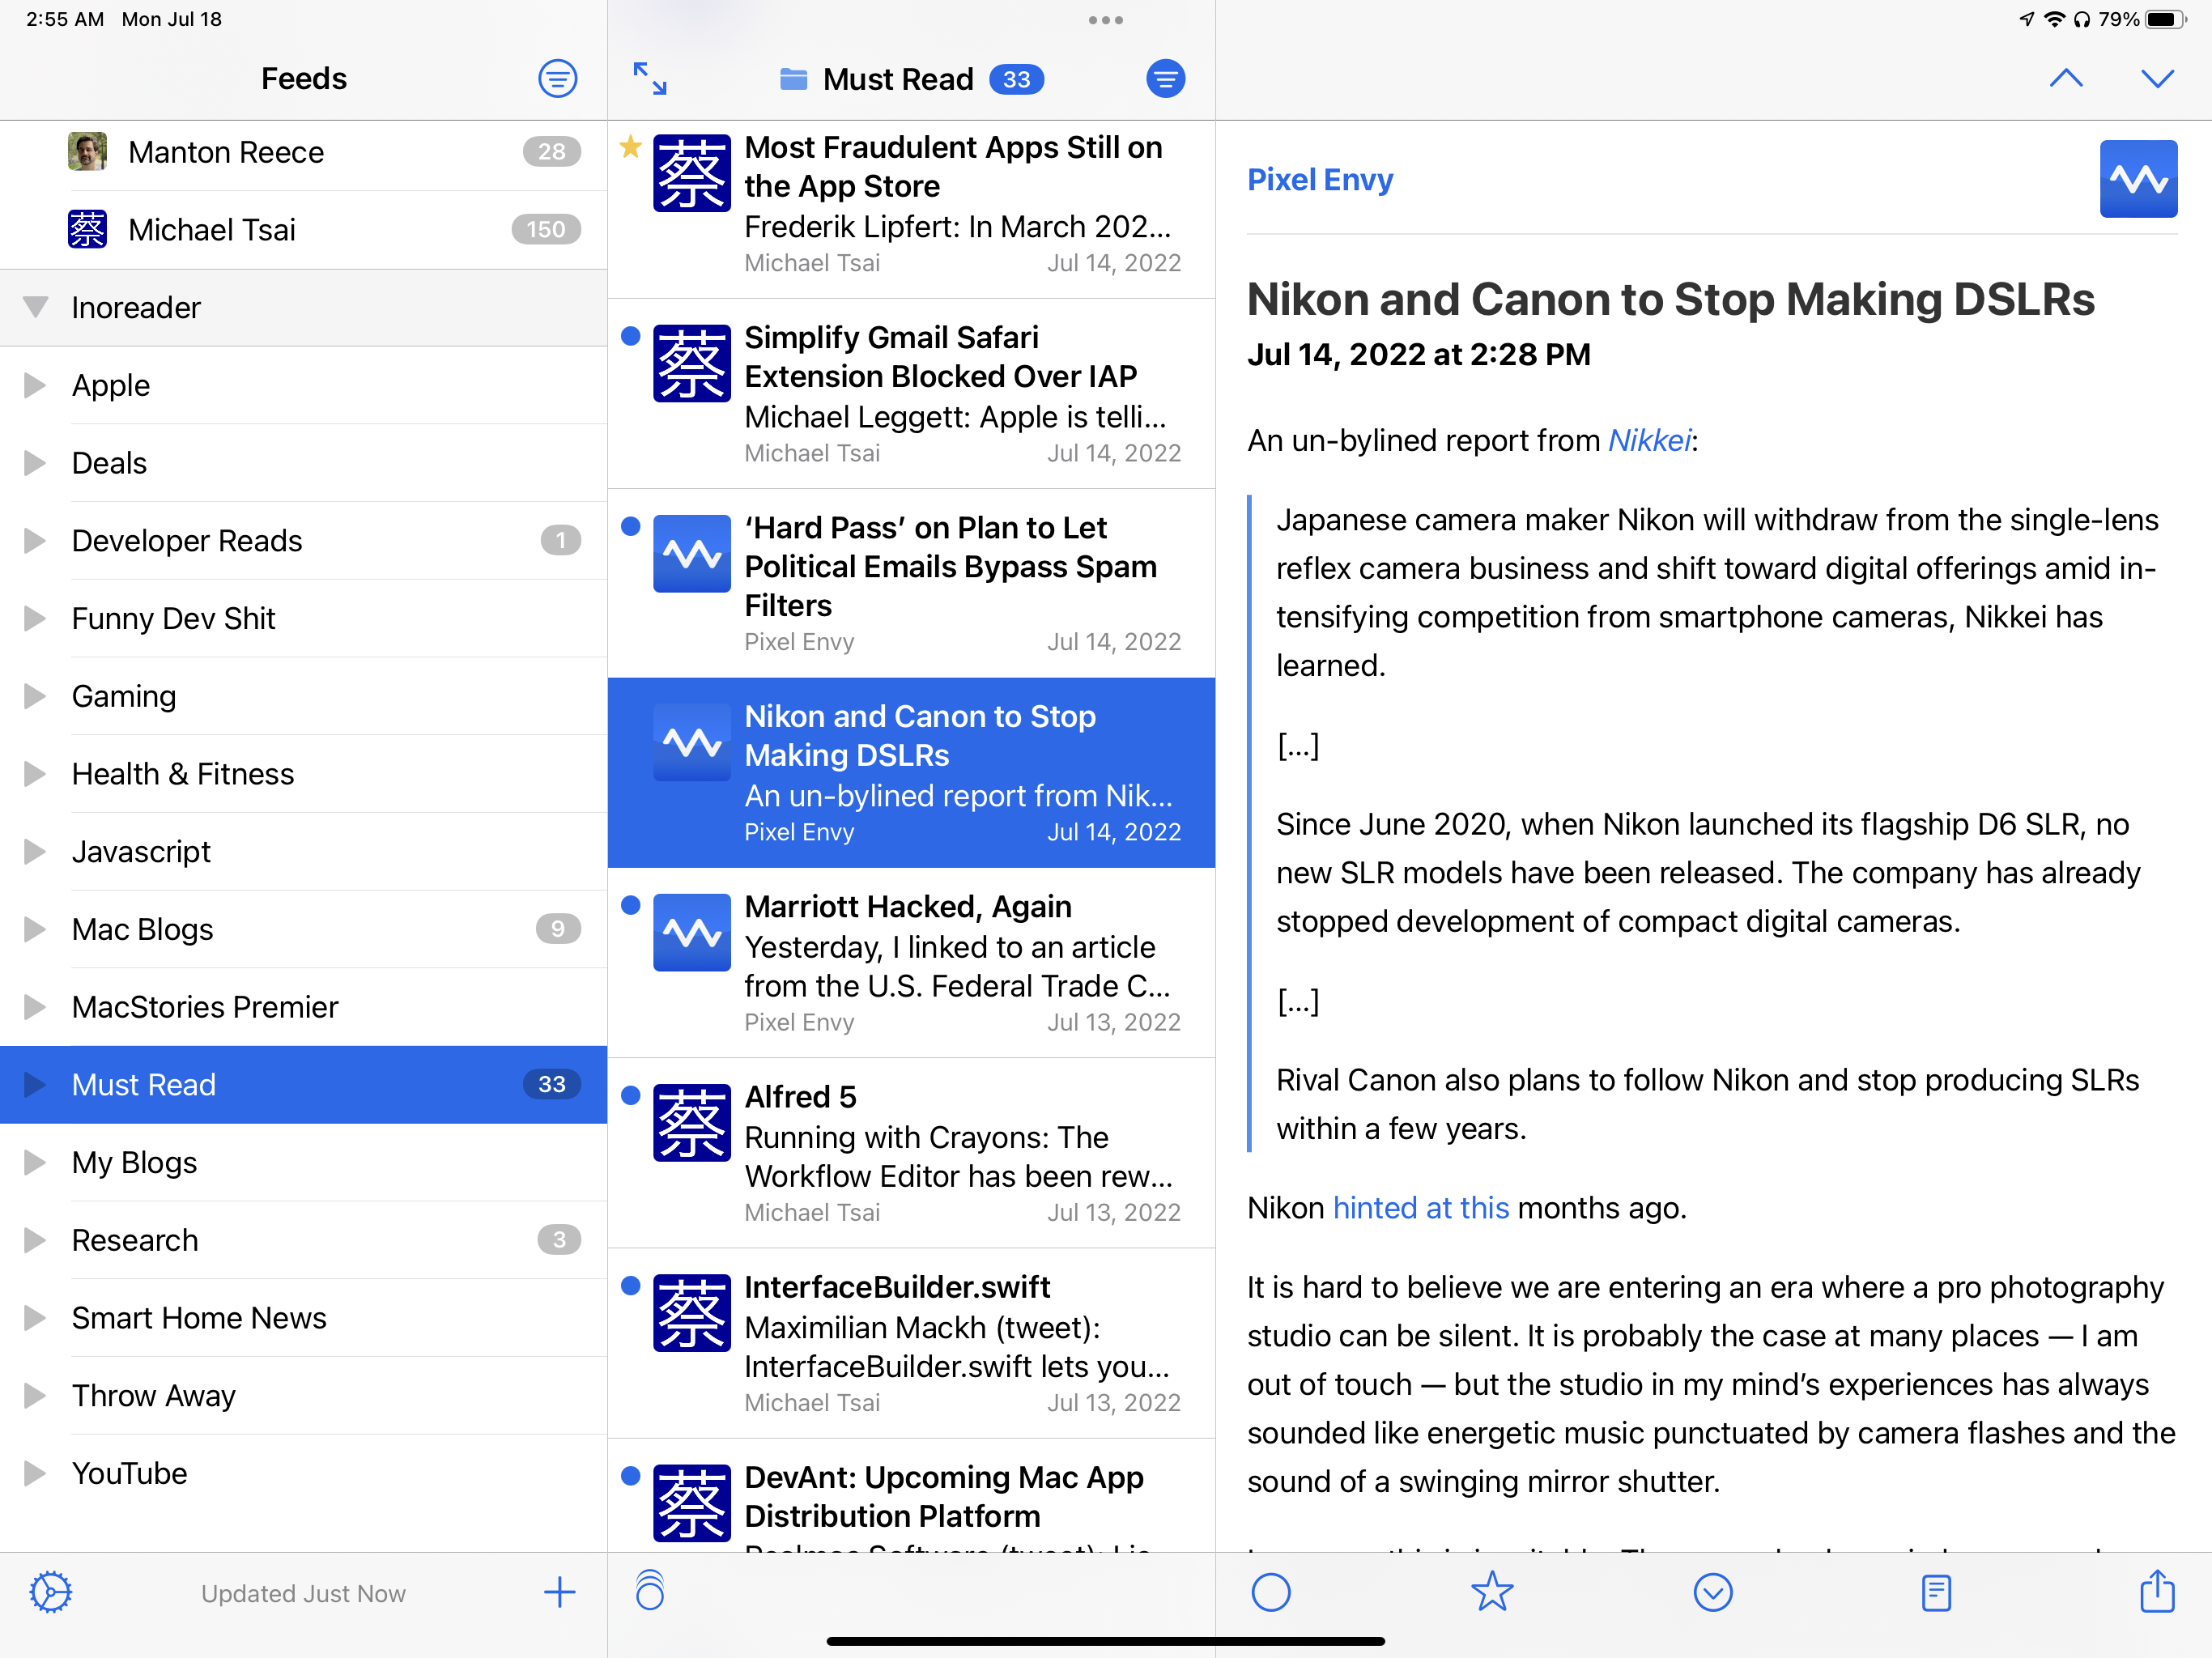 2:55 AM Mon Jul 18
79%
Feeds
Manton Reece 28
蔡 Michael Tsai 150
Inoreader
Apple
Deals
Developer Reads 1
Funny Dev Shit
Gaming
Health & Fitness
Javascript
Mac Blogs 9
MacStories Premier
Must Read 33
My Blogs
Research 3
Smart Home News
Throw Away
YouTube
Updated Just Now
Must Read 33
蔡
Most Fraudulent Apps Still on
the App Store
Frederik Lipfert: In March 202...
Michael Tsai Jul 14, 2022
蔡
Simplify Gmail Safari
Extension Blocked Over IAP
Michael Leggett: Apple is telli...
Michael Tsai Jul 14, 2022
‘Hard Pass’ on Plan to Let
Political Emails Bypass Spam
Filters
Pixel Envy Jul 14, 2022
Nikon and Canon to Stop
Making DSLRs
An un-bylined report from Nik...
Pixel Envy Jul 14, 2022
Marriott Hacked, Again
Yesterday, I linked to an article
from the U.S. Federal Trade C...
Pixel Envy Jul 13, 2022
蔡
Alfred 5
Running with Crayons: The
Workflow Editor has been rew...
Michael Tsai Jul 13, 2022
蔡
InterfaceBuilder.swift
Maximilian Mackh (tweet):
InterfaceBuilder.swift lets you...
Michael Tsai Jul 13, 2022
蔡
DevAnt: Upcoming Mac App
Distribution Platform
Pixel Envy
Nikon and Canon to Stop Making DSLRs
Jul 14, 2022 at 2:28 PM
An un-bylined report from Nikkei:
Japanese camera maker Nikon will withdraw from the single-lens
reflex camera business and shift toward digital offerings amid in-
tensifying competition from smartphone cameras, Nikkei has
learned.
[...]
Since June 2020, when Nikon launched its flagship D6 SLR, no
new SLR models have been released. The company has already
stopped development of compact digital cameras.
[...]
Rival Canon also plans to follow Nikon and stop producing SLRs
within a few years.
Nikon hinted at this months ago.
It is hard to believe we are entering an era where a pro photography
studio can be silent. It is probably the case at many places — I am
out of touch — but the studio in my mind’s experiences has always
sounded like energetic music punctuated by camera flashes and the
sound of a swinging mirror shutter.